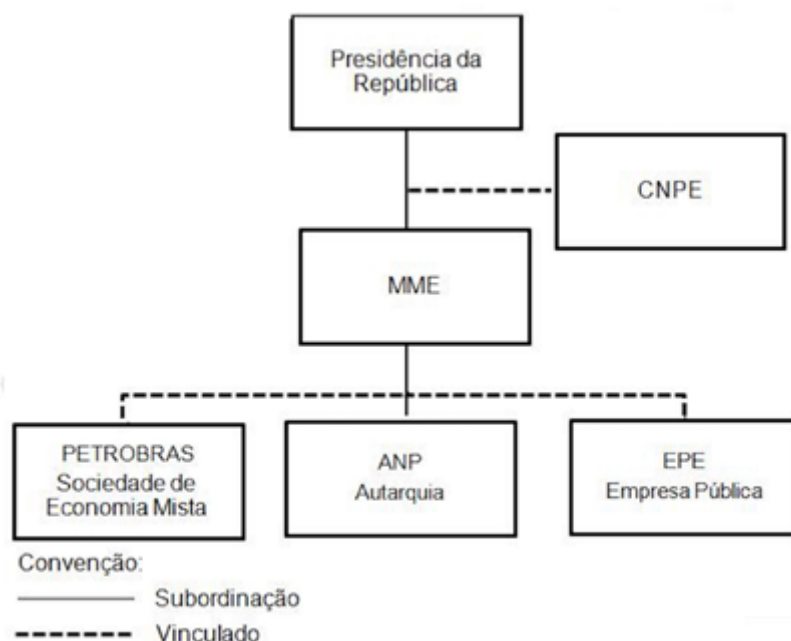 Presidência da
República
CNPE
MME
PETROBRAS
Sociedade de
Economia Mista
ANP
Autarquia
EPE
Empresa Pública
Convenção:
Subordinação
Vinculado